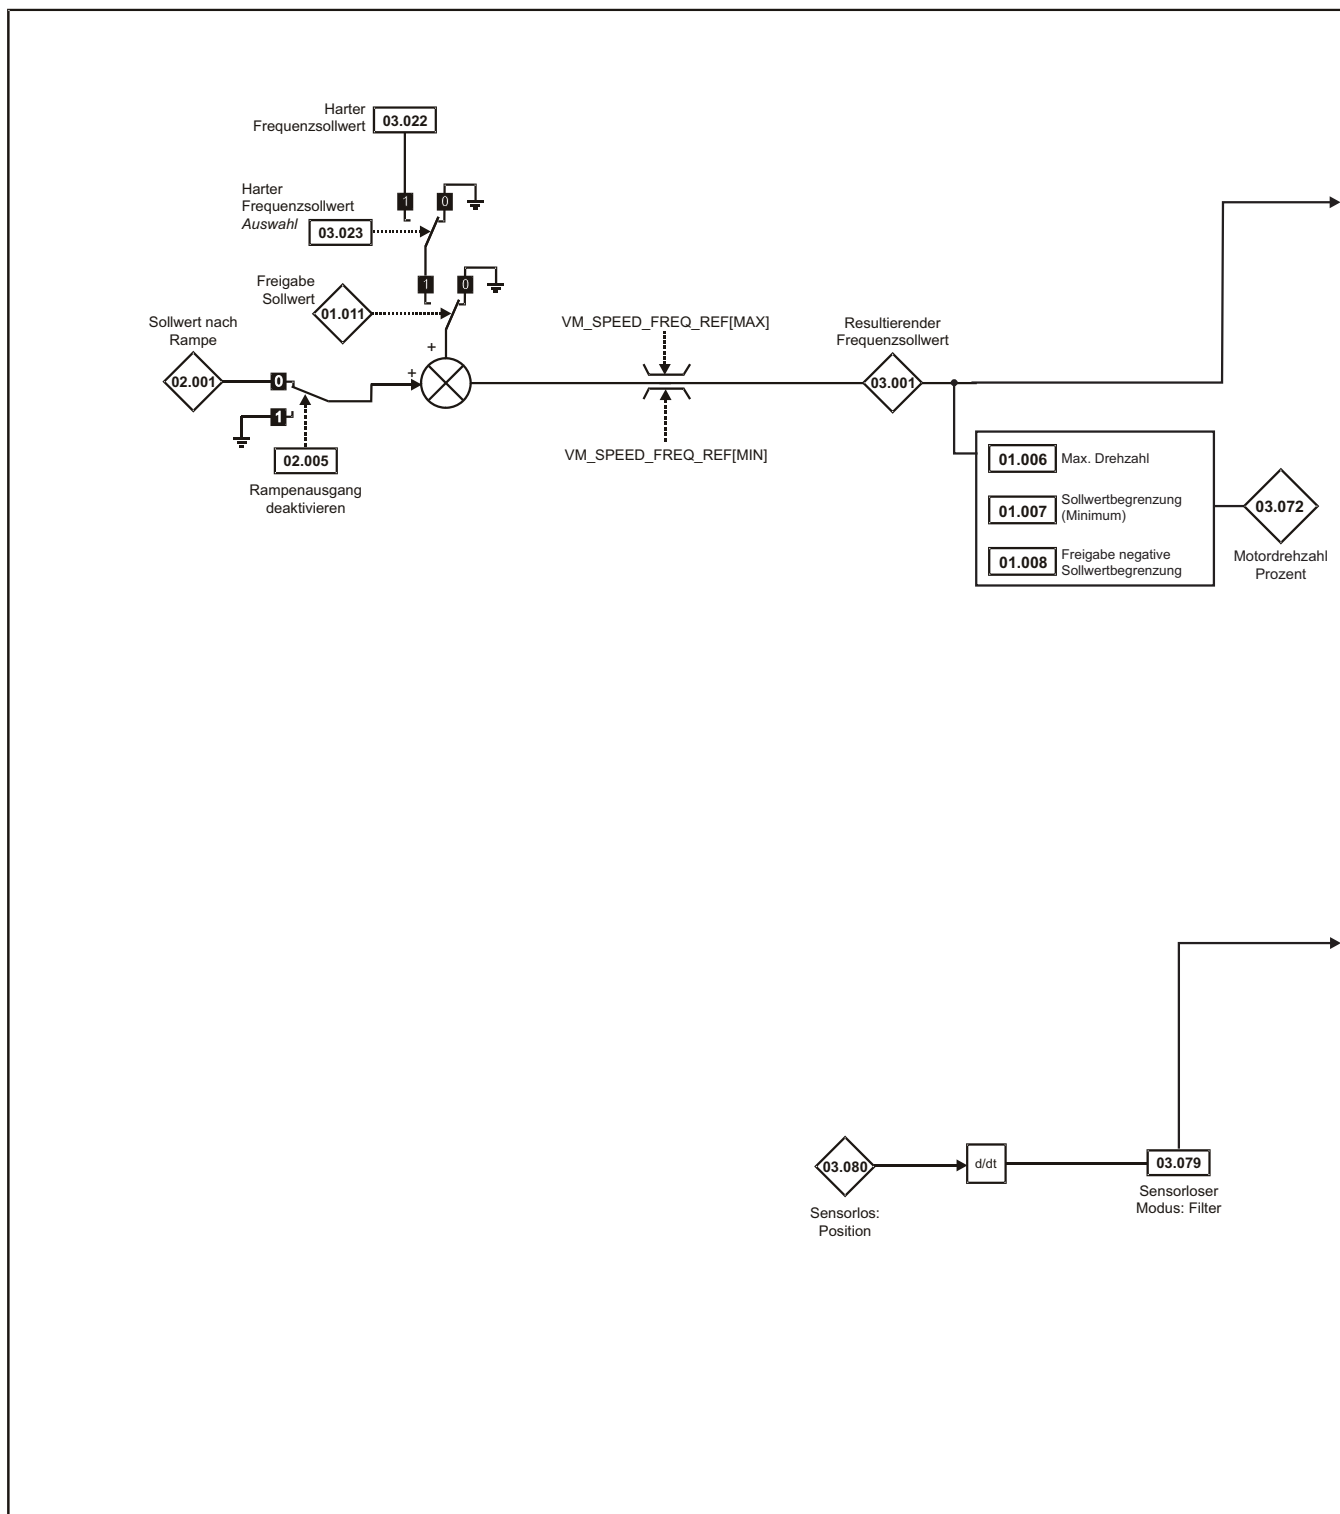 Harter
Frequenzsollwert
03.022
1
0
Harter
Frequenzsollwert
Auswahl
03.023
1
0
Freigabe
Sollwert
01.011
Sollwert nach
Rampe
02.001
0
1
+
+
02.005
Rampenausgang
deaktivieren
VM_SPEED_FREQ_REF[MAX]
VM_SPEED_FREQ_REF[MIN]
Resultierender
Frequenzsollwert
03.001
01.006
Max. Drehzahl
01.007
Sollwertbegrenzung
(Minimum)
01.008
Freigabe negative
Sollwertbegrenzung
03.072
Motordrehzahl
Prozent
03.080
Sensorlos:
Position
d/dt
03.079
Sensorloser
Modus: Filter